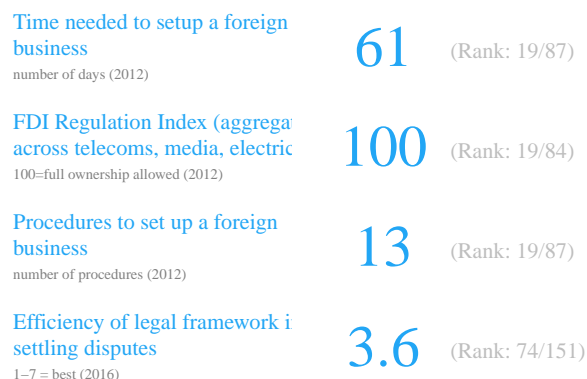 Time needed to setup a foreign
business
number of days (2012)
61
(Rank: 19/87)
FDI Regulation Index (aggregat
across telecoms, media, electric
100=full ownership allowed (2012)
100
(Rank: 19/84)
Procedures to set up a foreign
business
number of procedures (2012)
13
(Rank: 19/87)
Efficiency of legal framework i
settling disputes
1–7 = best (2016)
3.6
(Rank: 74/151)